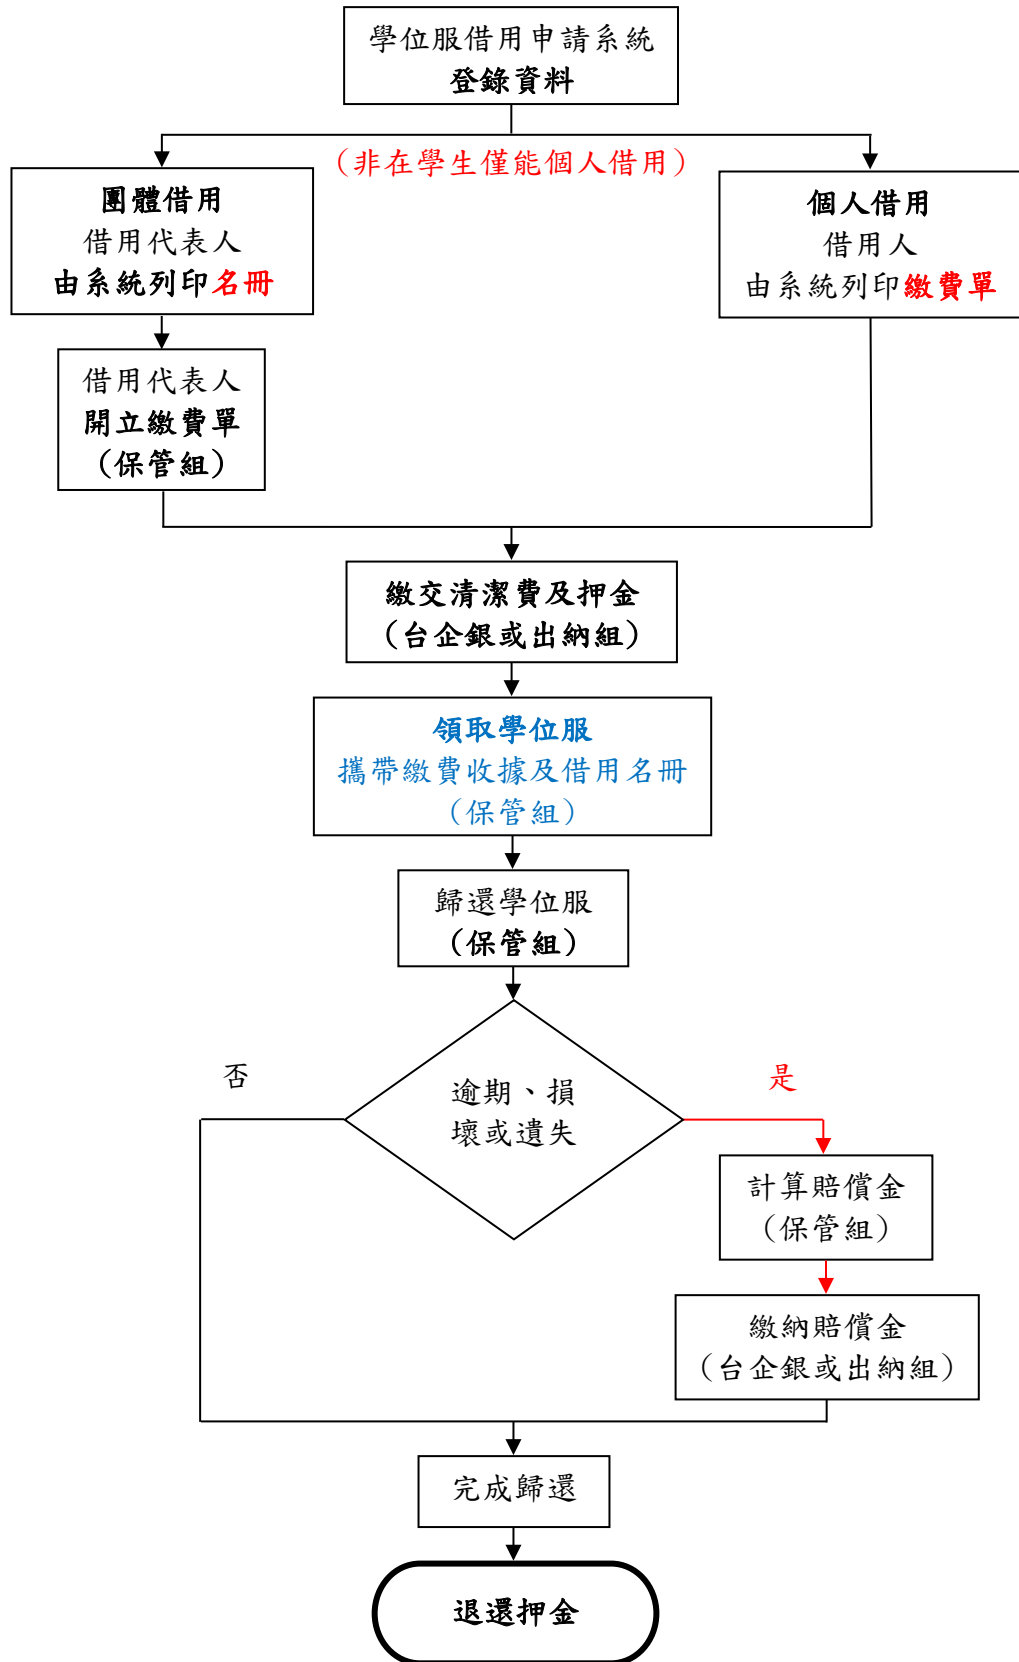 學位服借用申請系統
登錄資料
（非在學生僅能個人借用）
團體借用
借用代表人
由系統列印名冊
個人借用
借用人
由系統列印繳費單
借用代表人
開立繳費單
（保管組）
繳交清潔費及押金
（台企銀或出納組）
領取學位服
攜帶繳費收據及借用名冊
（保管組）
歸還學位服
（保管組）
否
是
逾期、損
壞或遺失
計算賠償金
（保管組）
繳納賠償金
（台企銀或出納組）
完成歸還
退還押金